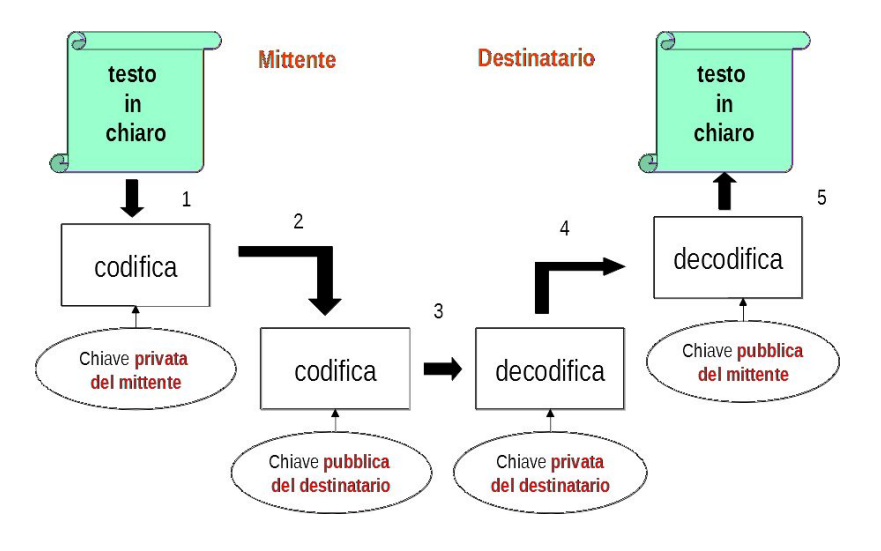 Mittente
Destinatario
testo
in
chiaro
testo
in
chiaro
1
2
3
4
5
codifica
decodifica
Chiave privata
del mittente
codifica
decodifica
Chiave pubblica
del mittente
Chiave pubblica
del destinatario
Chiave privata
del destinatario